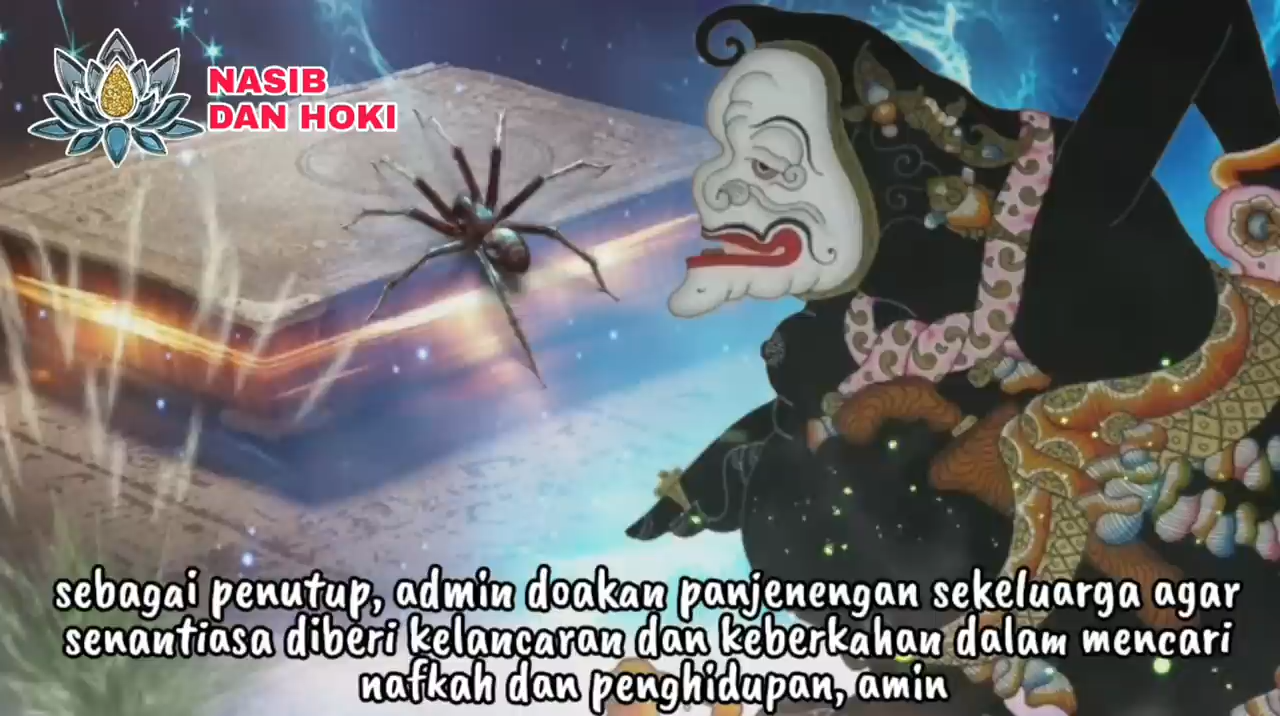 NASIB
DAN HOKI
sebagai penutup, admin doakan panjenengan sekeluarga agar
senantiasa diberi kelancaran dan keberkahan dalam mencari
nafkah dan penghidupan, amin